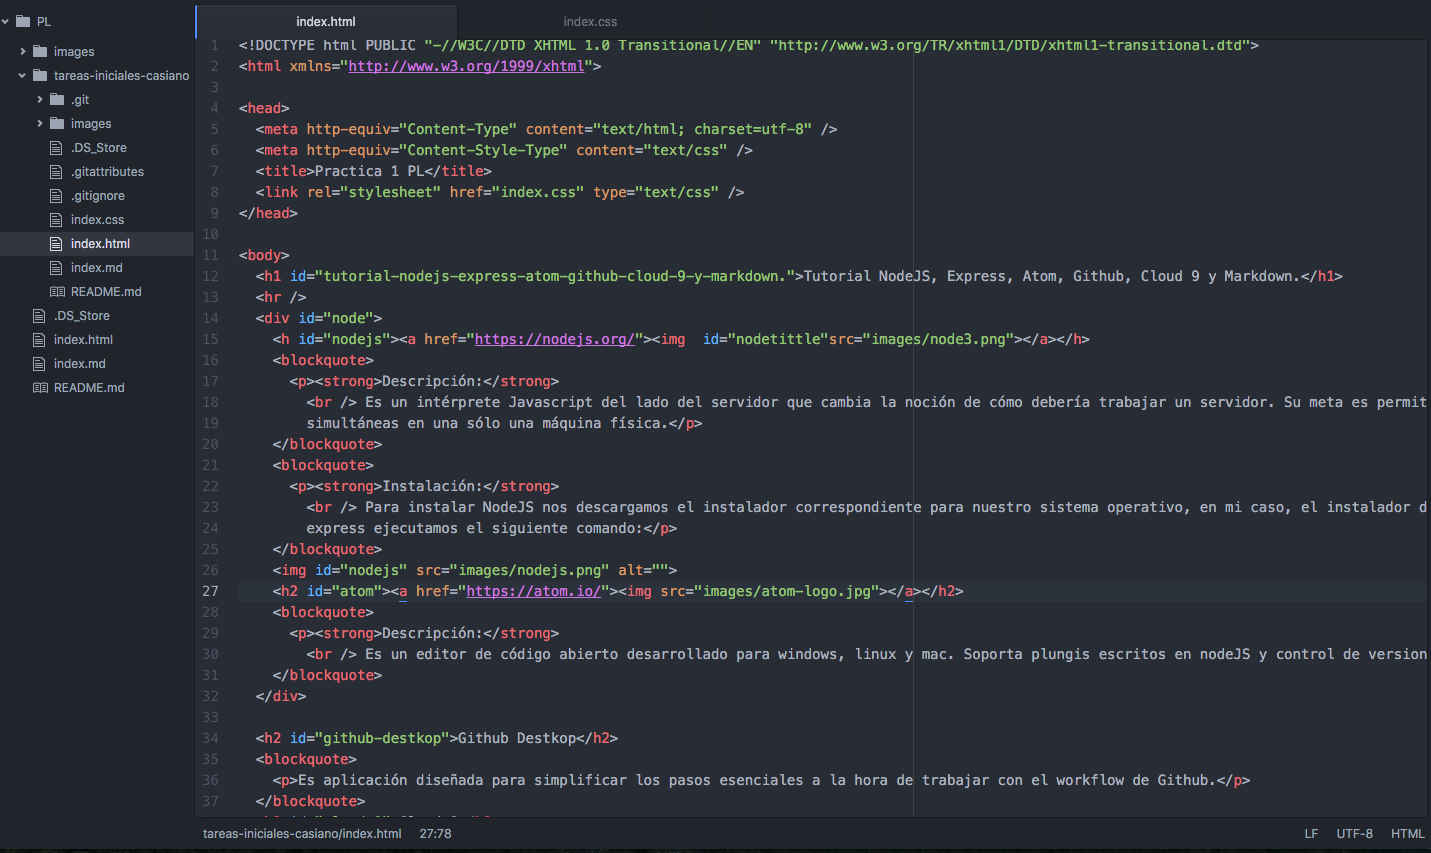 PL
images
tareas-iniciales-casiano
.git
images
.DS_Store
.gitattributes
.gitignore
index.css
index.html
index.md
README.md
.DS_Store
index.html
index.md
README.md
index.html
index.css
1 <!DOCTYPE html PUBLIC "-//W3C//DTD XHTML 1.0 Transitional//EN" "http://www.w3.org/TR/xhtml1/DTD/xhtml1-transitional.dtd">
2 <html xmlns="http://www.w3.org/1999/xhtml">
3
4 <head>
5 <meta http-equiv="Content-Type" content="text/html; charset=utf-8" />
6 <meta http-equiv="Content-Style-Type" content="text/css" />
7 <title>Practica 1 PL</title>
8 <link rel="stylesheet" href="index.css" type="text/css" />
9 </head>
10
11 <body>
12 <h1 id="tutorial-nodejs-express-atom-github-cloud-9-y-markdown.">Tutorial NodeJS, Express, Atom, Github, Cloud 9 y Markdown.</h1>
13 <hr />
14 <div id="node">
15 <h id="nodejs"><a href="https://nodejs.org/"><img  id="nodetittle"src="images/node3.png"></a></h>
16 <blockquote>
17 <p><strong>Descripción:</strong>
18 <br /> Es un intérprete Javascript del lado del servidor que cambia la noción de cómo debería trabajar un servidor. Su meta es permit
19 simultáneas en una sólo una máquina física.</p>
20 </blockquote>
21 <blockquote>
22 <p><strong>Instalación:</strong>
23 <br /> Para instalar NodeJS nos descargamos el instalador correspondiente para nuestro sistema operativo, en mi caso, el instalador d
24 express ejecutamos el siguiente comando:</p>
25 </blockquote>
26 <img id="nodejs" src="images/nodejs.png" alt="">
27 <h2 id="atom"><a href="https://atom.io/"><img src="images/atom-logo.jpg"></a></h2>
28 <blockquote>
29 <p><strong>Descripción:</strong>
30 <br /> Es un editor de código abierto desarrollado para windows, linux y mac. Soporta plungis escritos en nodeJS y control de version
31 </blockquote>
32 </div>
33
34 <h2 id="github-destkop">Github Destkop</h2>
35 <blockquote>
36 <p>Es aplicación diseñada para simplificar los pasos esenciales a la hora de trabajar con el workflow de Github.</p>
37 </blockquote>
tareas-iniciales-casiano/index.html 27:78
LF UTF-8 HTML